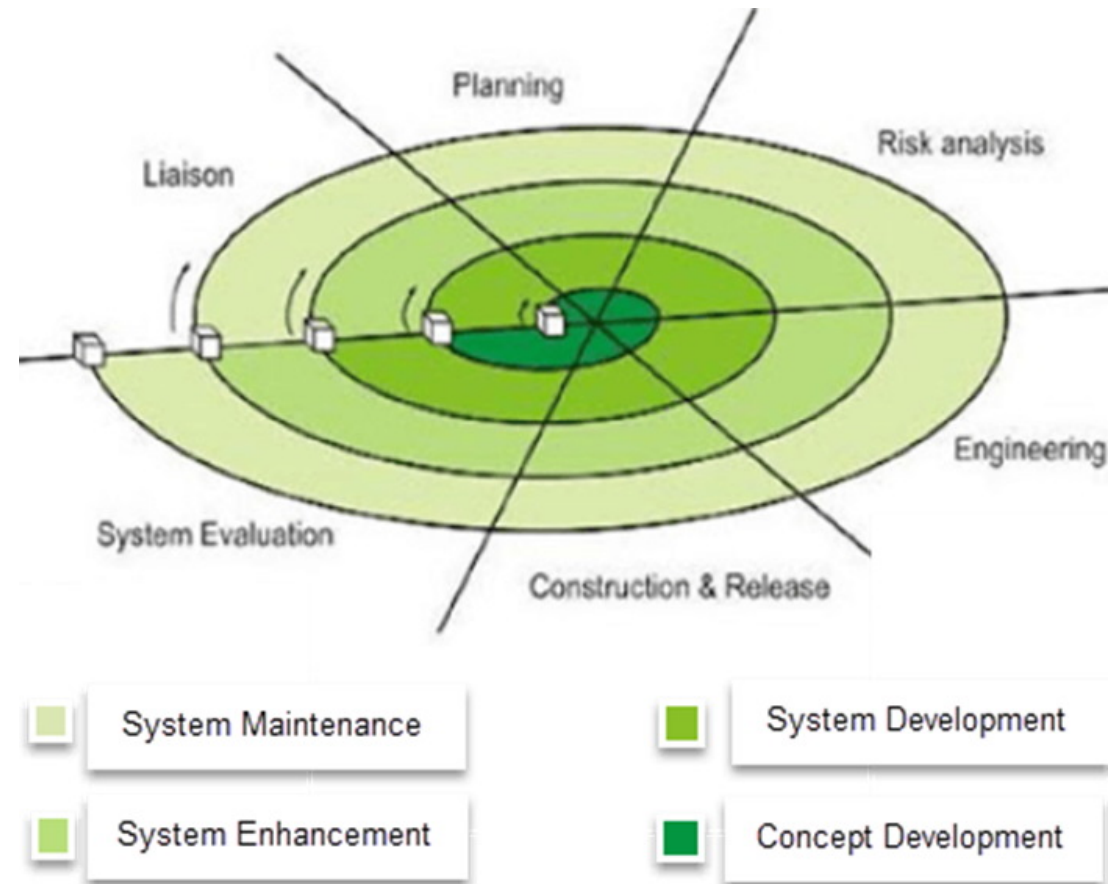 Planning
Risk analysis
Liaison
Engineering
System Evaluation
Construction & Release
System Maintenance
System Development
System Enhancement
Concept Development